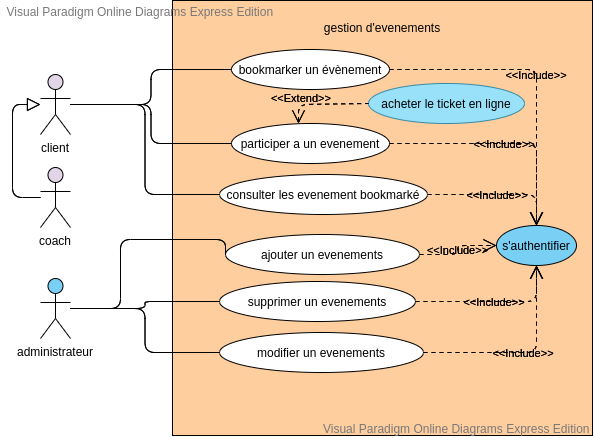 Visual Paradigm Online Diagrams Express Edition
gestion d'evenements
bookmarker un évènement
<<Include>>
<<Extend>>
acheter le ticket en ligne
client
participer a un evenement
<<Include>>
consulter les evenement bookmarké
<<Include>>
coach
ajouter un evenements
<<Include>>
s'authentifier
supprimer un evenements
<<Include>>
administrateur
modifier un evenements
<<Include>>
Visual Paradigm Online Diagrams Express Edition